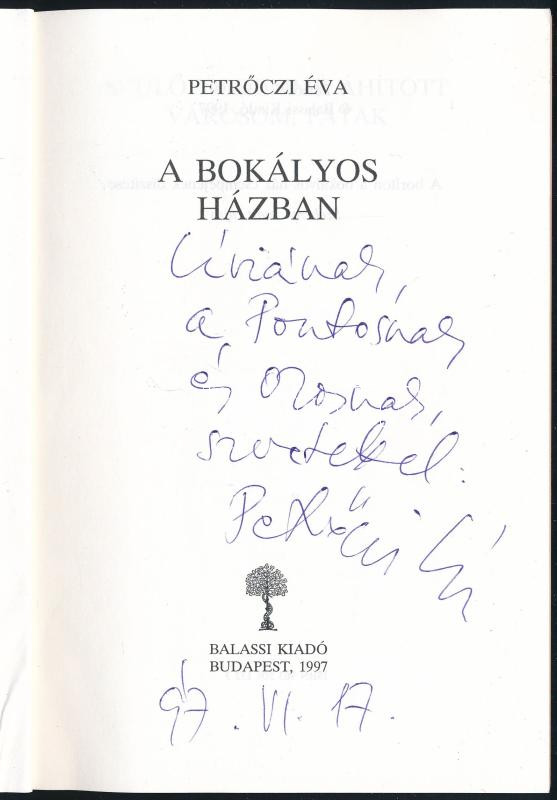 PETRŐCZI ÉVA
A BOKÁLYOS
HÁZBAN
Líviának,
a Pontosnak
és Okosnak,
szeretettel:
Petrőczi Éva
BALASSI KIADÓ
BUDAPEST, 1997
97. VI. 17.